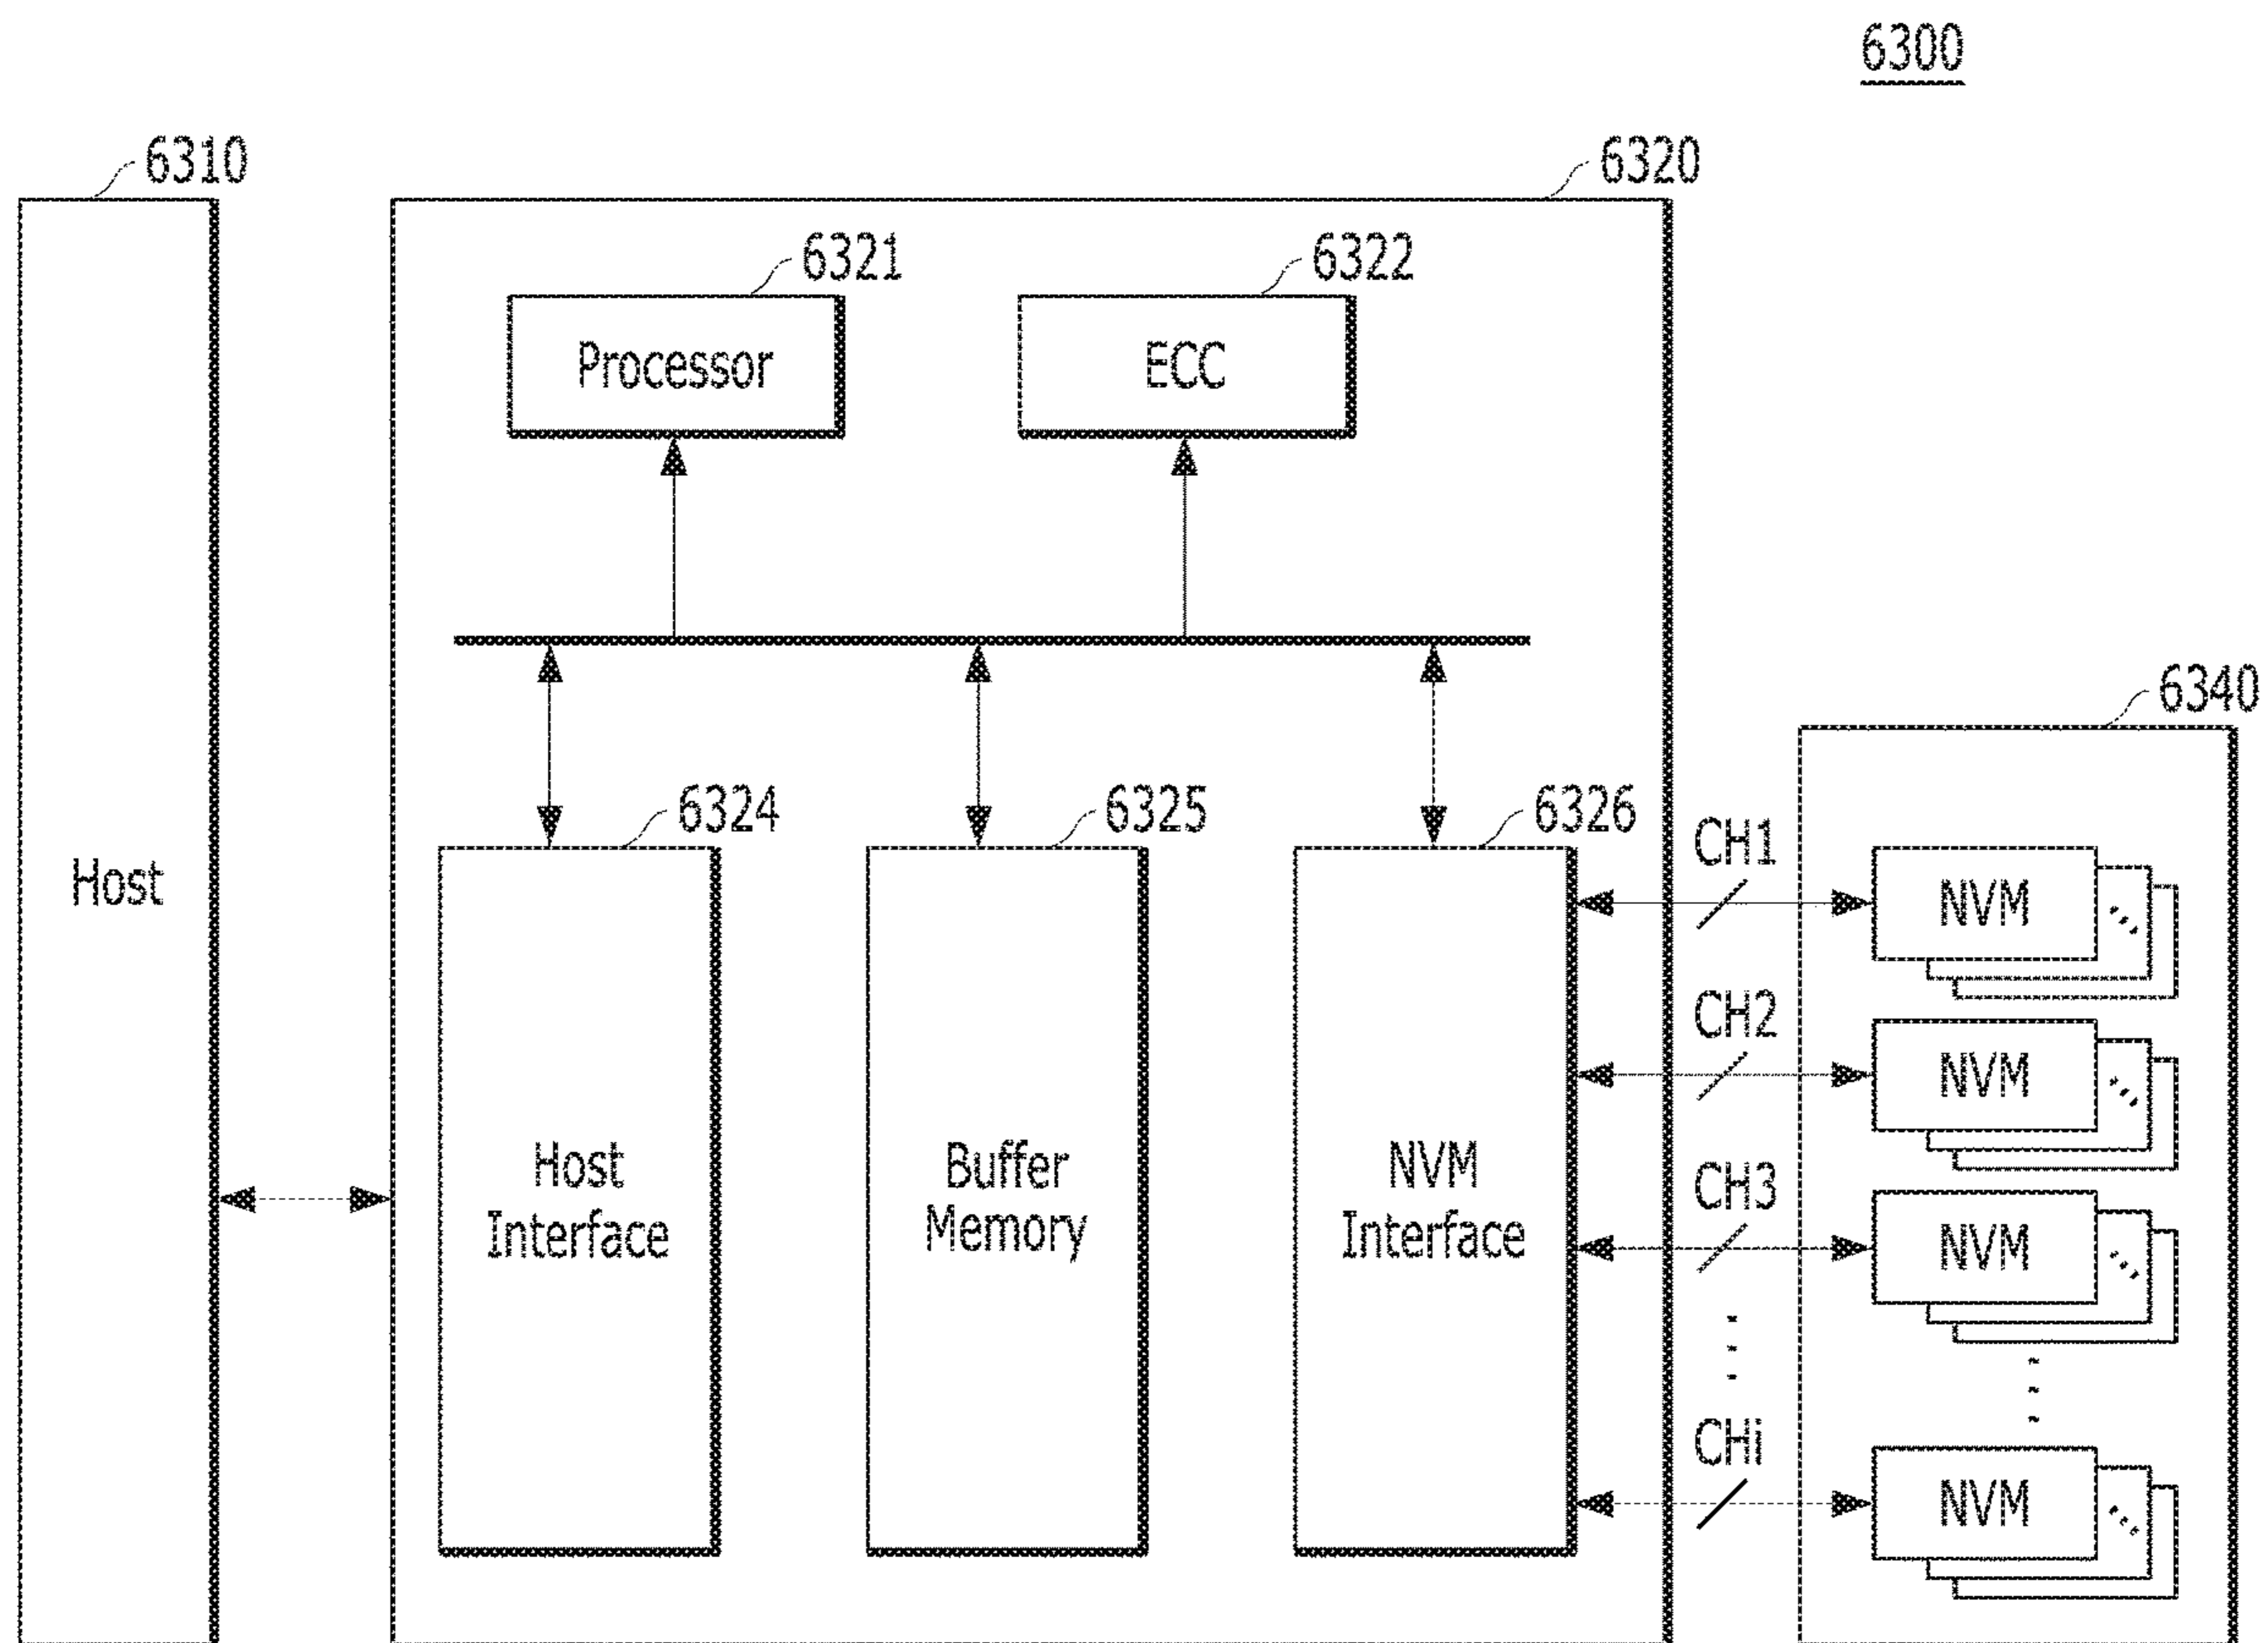 6300
6310
6320
6321
6322
Processor
ECC
6340
6324
6325
6326
CH1
Host
NVM
CH2
NVM
Host
Interface
Buffer
Memory
NVM
Interface
CH3
NVM
CHi
NVM